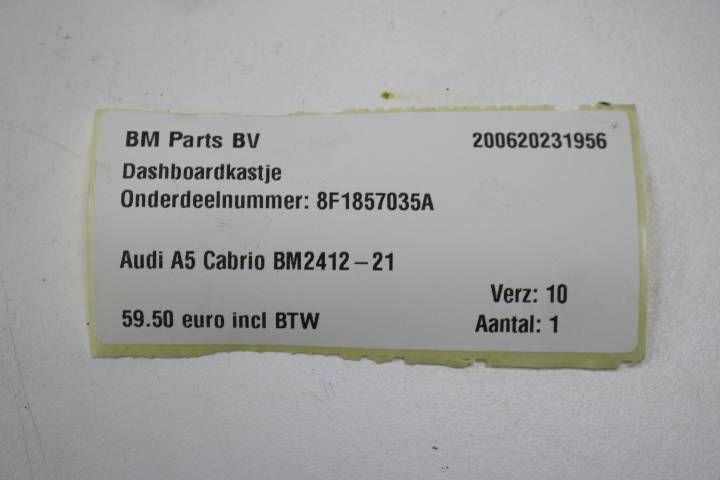 BM Parts BV 200620231956
Dashboardkastje
Onderdeelnummer: 8F1857035A
Audi A5 Cabrio BM2412-21
Verz: 10
59.50 euro incl BTW Aantal: 1